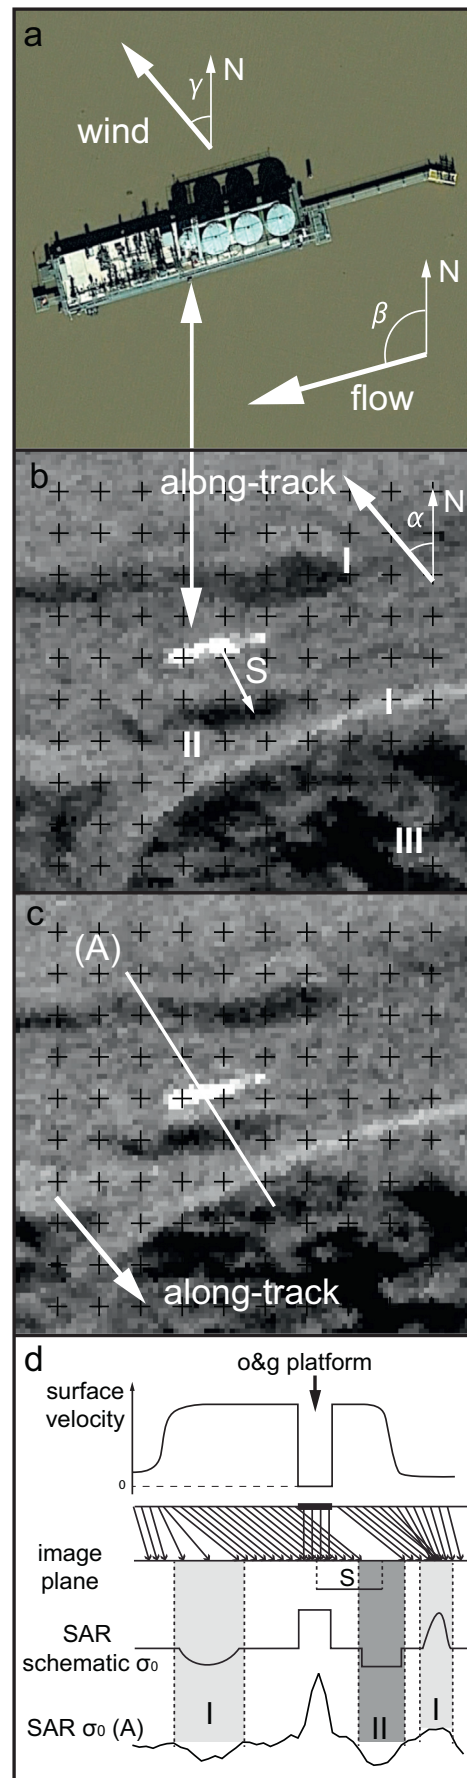 a
N
γ
wind
N
β
flow
b
along-track
N
α
I
S
I
II
III
c
(A)
along-track
d
o&g platform
surface
velocity
0
image
plane
S
SAR
schematic σ₀
I
II
I
SAR σ₀ (A)